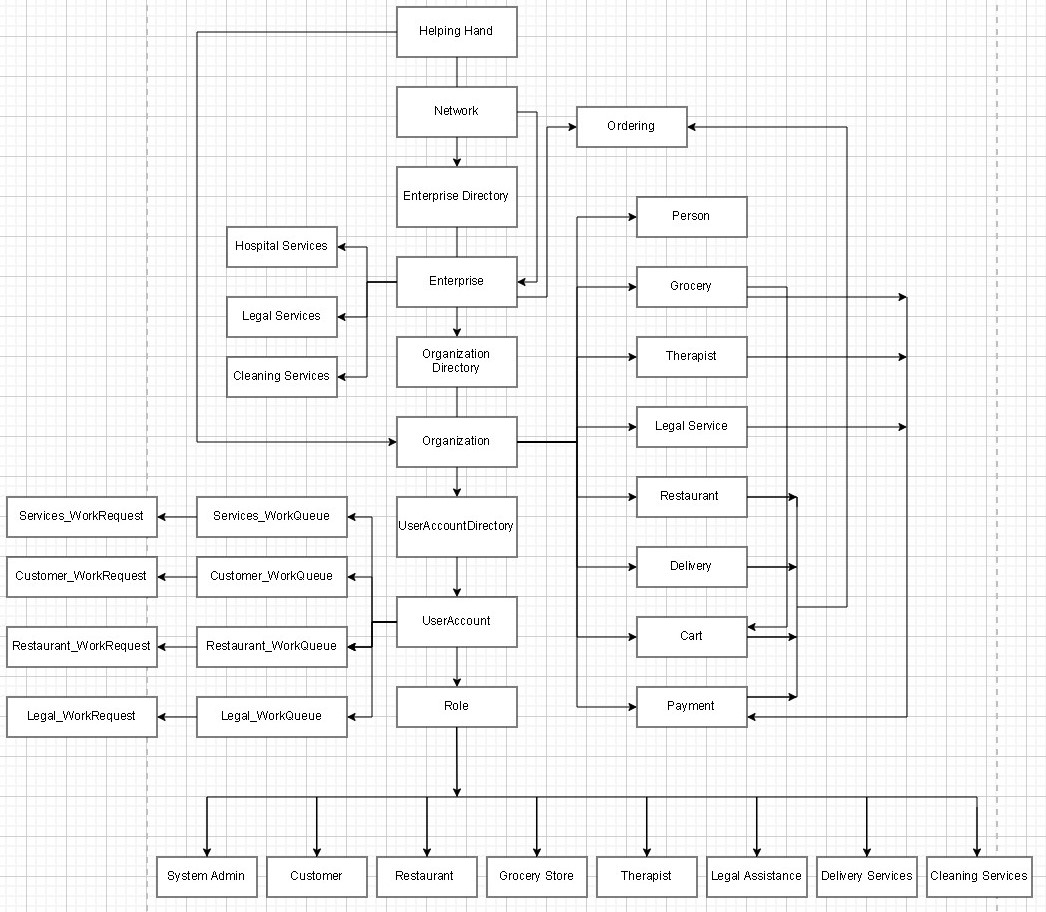 Helping Hand
Network
Ordering
Enterprise Directory
Person
Hospital Services
Enterprise
Grocery
Legal Services
Organization
Directory
Therapist
Cleaning Services
Organization
Legal Service
Services_WorkRequest
Services_WorkQueue
UserAccountDirectory
Restaurant
Customer_WorkRequest
Customer_WorkQueue
Delivery
UserAccount
Cart
Restaurant_WorkRequest
Restaurant_WorkQueue
Role
Payment
Legal_WorkRequest
Legal_WorkQueue
System Admin
Customer
Restaurant
Grocery Store
Therapist
Legal Assistance
Delivery Services
Cleaning Services